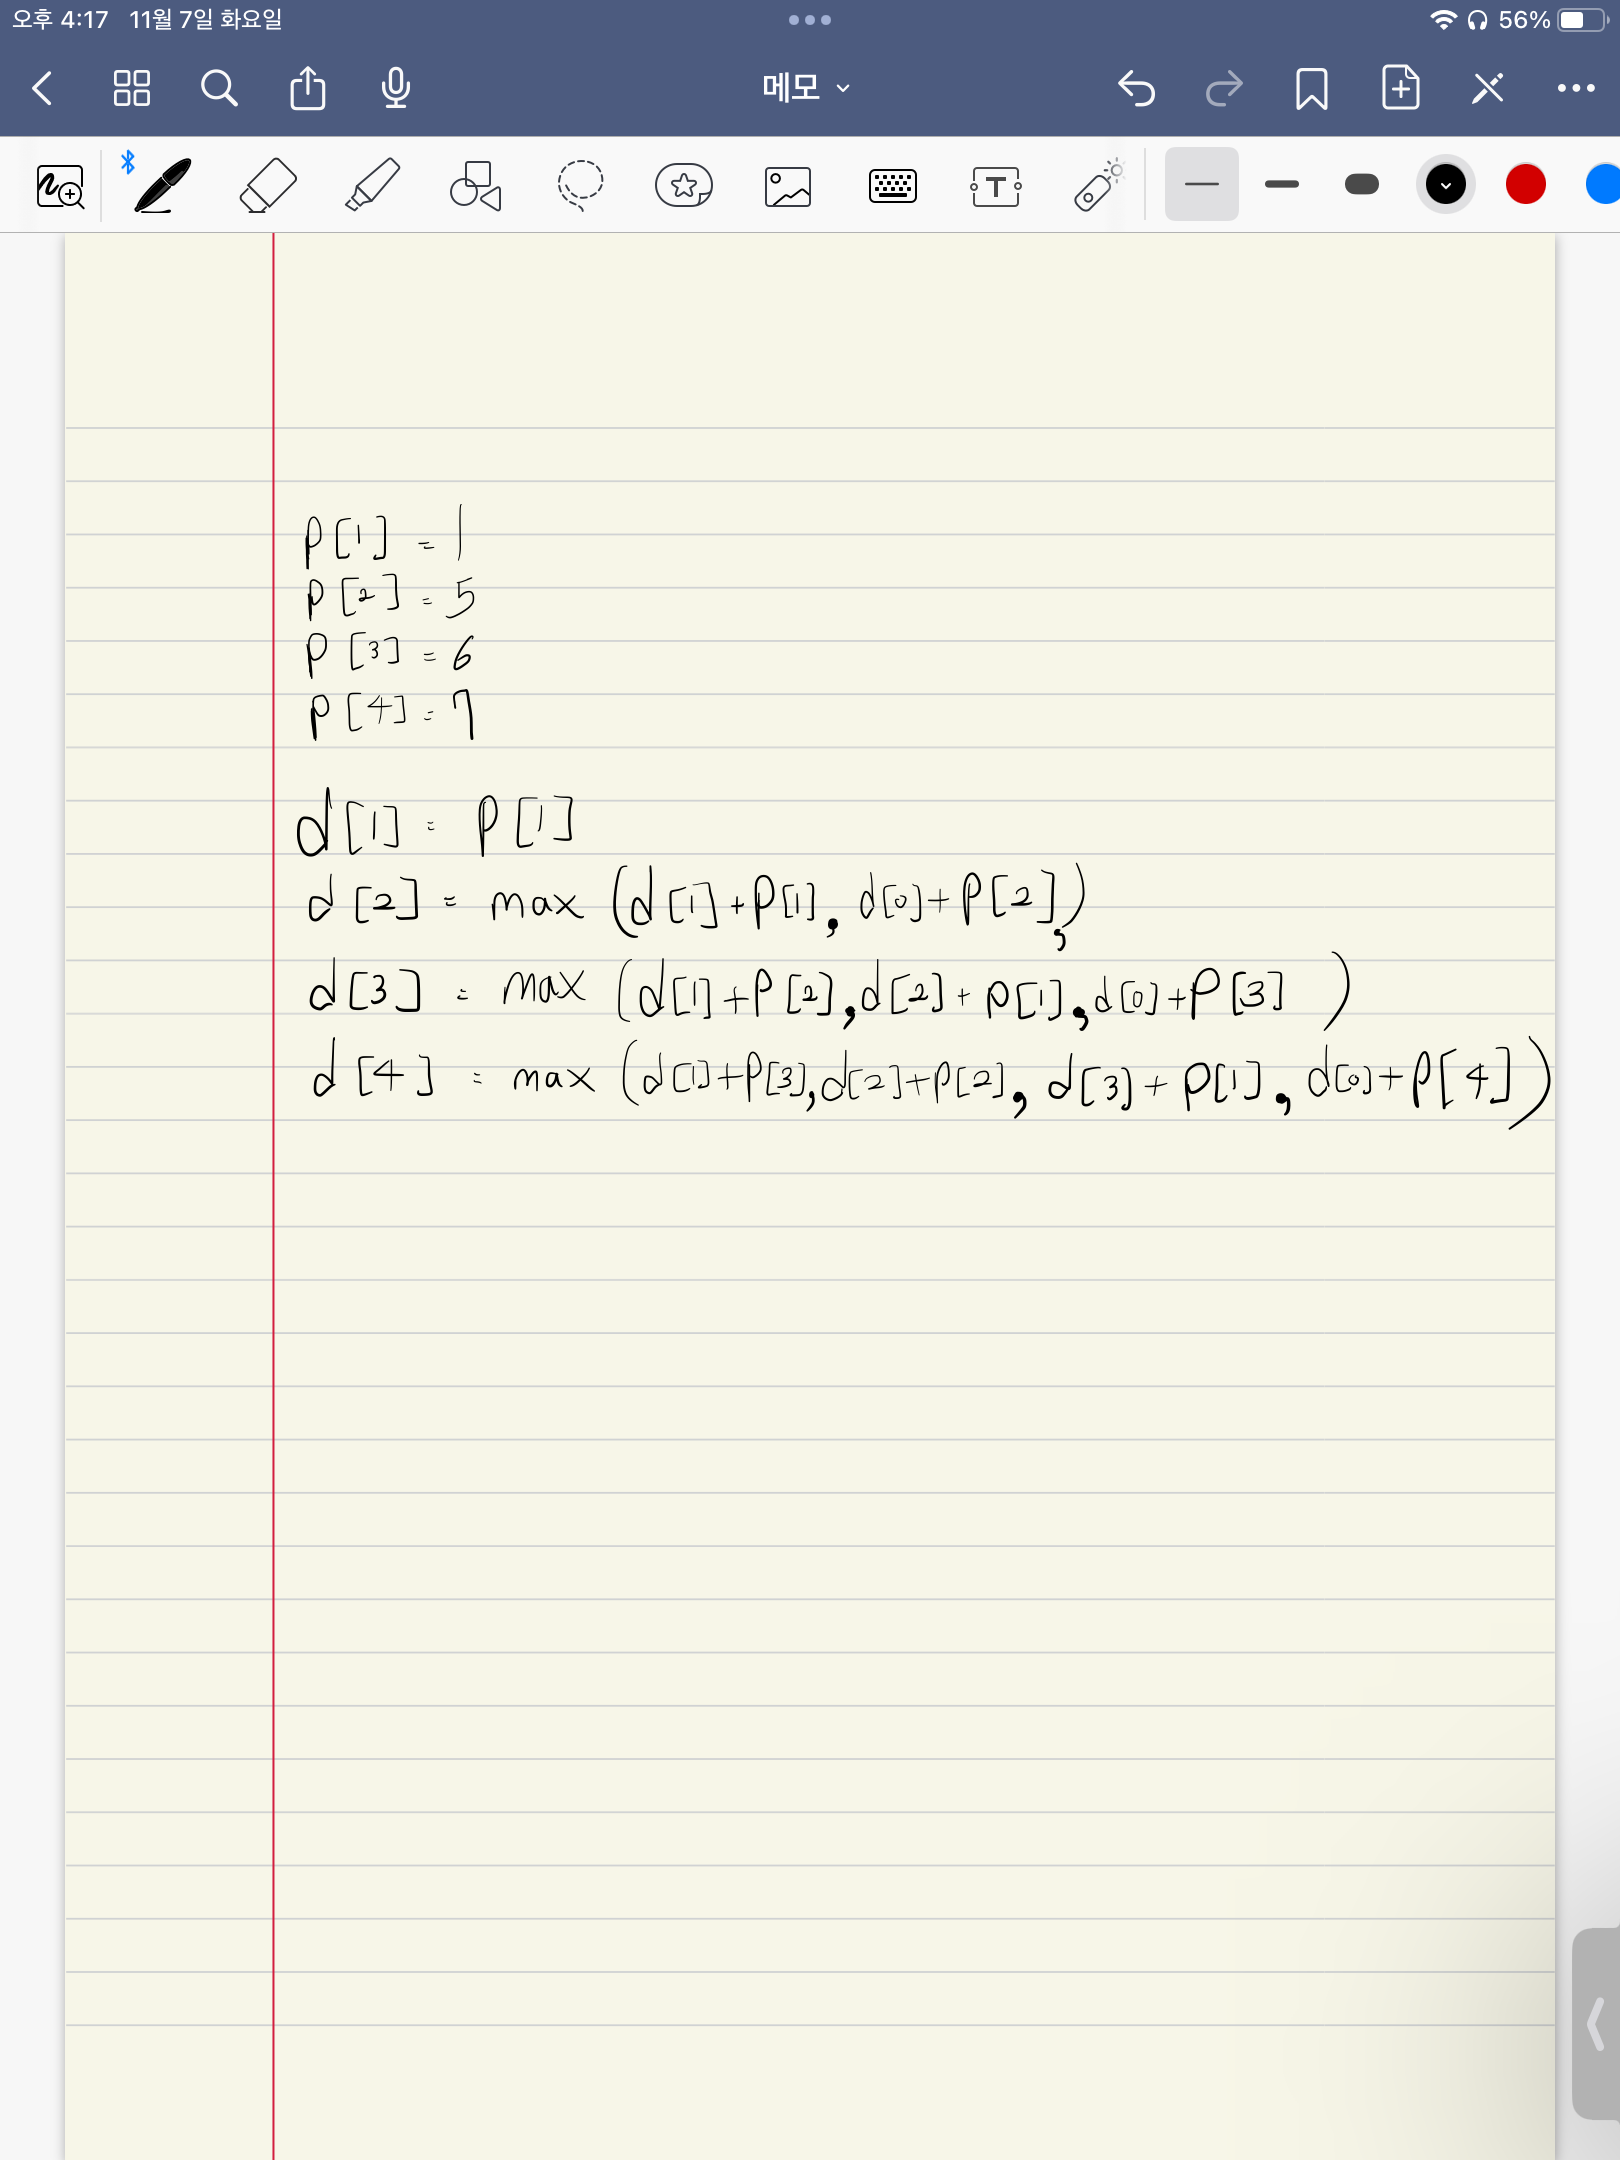 오후 4:17 11월 7일 화요일 56%
메모
T
P[1] = 1
P[2] = 5
P[3] = 6
P[4] = 7
d[1] = P[1]
d[2] = max (d[1]+P[1], d[0]+P[2],)
d[3] = max (d[1]+P[2], d[2]+P[1], d[0]+P[3] )
d[4] = max (d[1]+P[3], d[2]+P[2], d[3]+P[1], d[0]+P[4])